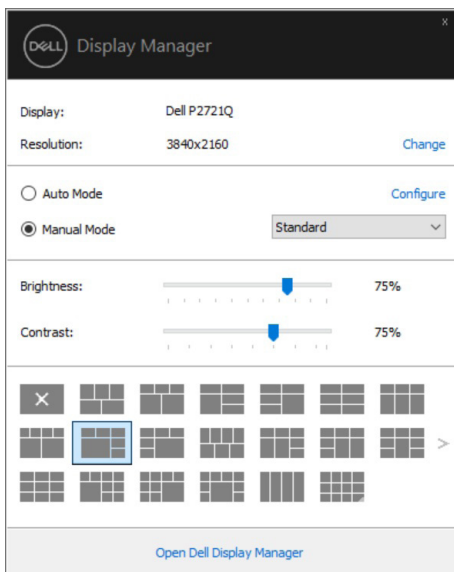 x
DELL Display Manager
Display: Dell P2721Q
Resolution: 3840x2160 Change
Auto Mode Configure
Manual Mode Standard
Brightness: 75%
Contrast: 75%
Open Dell Display Manager